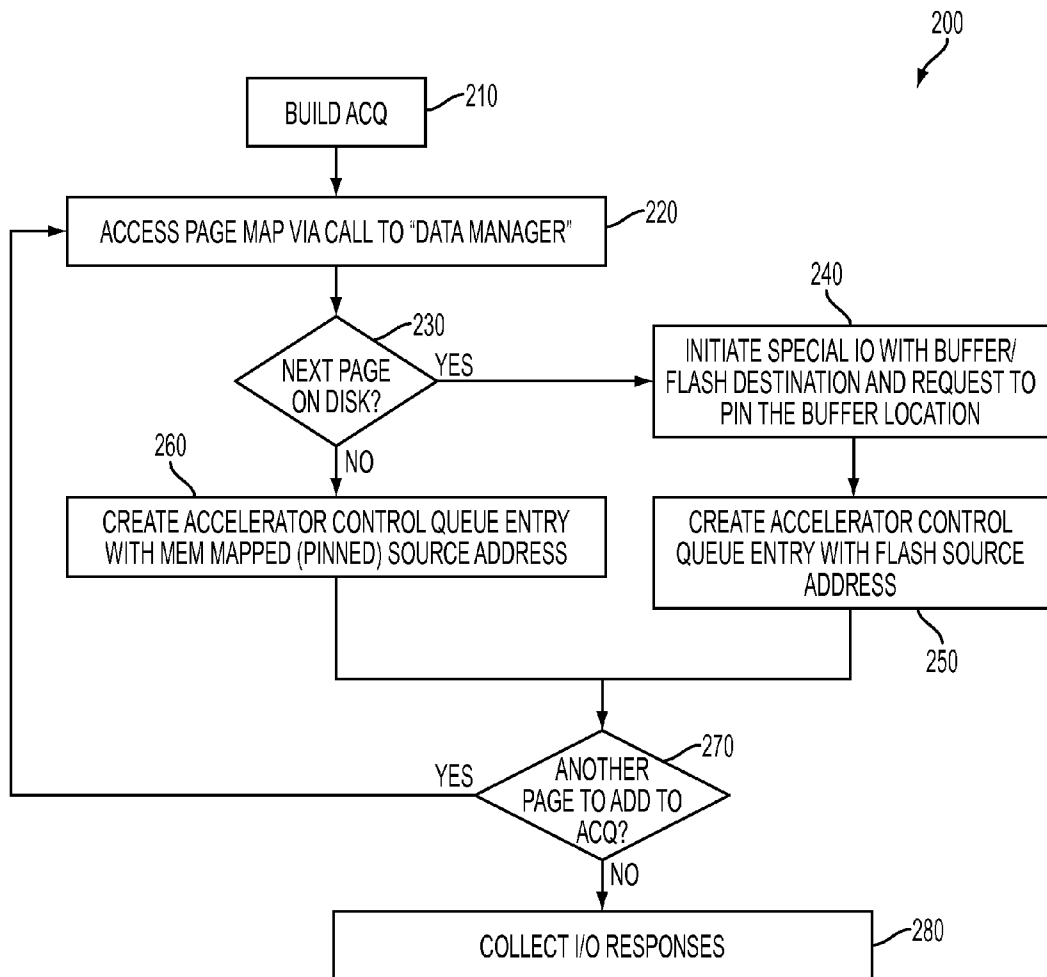 200
BUILD ACQ
210
ACCESS PAGE MAP VIA CALL TO “DATA MANAGER”
220
230
NEXT PAGE
ON DISK?
YES
NO
240
INITIATE SPECIAL IO WITH BUFFER/
FLASH DESTINATION AND REQUEST TO
PIN THE BUFFER LOCATION
260
CREATE ACCELERATOR CONTROL QUEUE ENTRY
WITH MEM MAPPED (PINNED) SOURCE ADDRESS
CREATE ACCELERATOR CONTROL
QUEUE ENTRY WITH FLASH SOURCE
ADDRESS
250
270
YES
ANOTHER
PAGE TO ADD TO
ACQ?
NO
COLLECT I/O RESPONSES
280